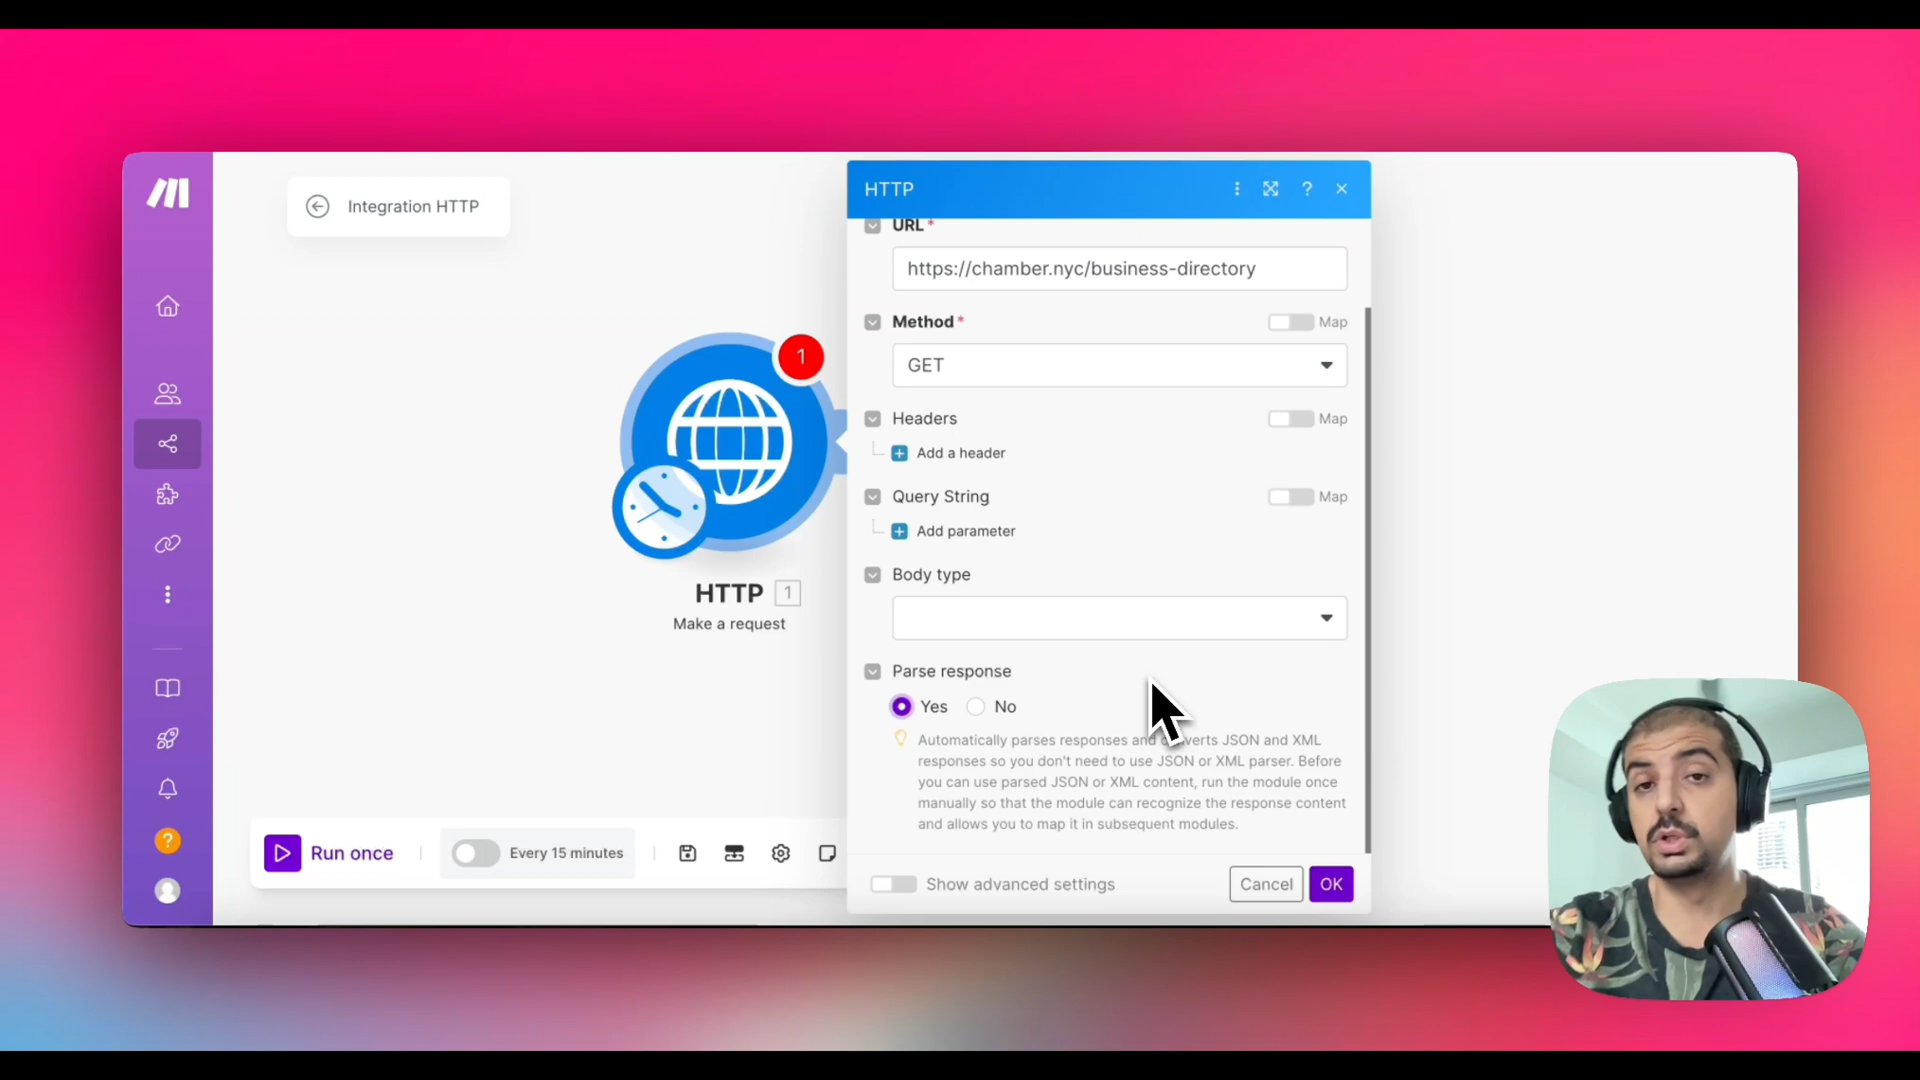 Integration HTTP
HTTP
?
URL *
https://chamber.nyc/business-directory
Method *
Map
GET
Headers
Map
Add a header
Query String
Map
Add parameter
Body type
Parse response
Yes
No
Automatically parses responses and converts JSON and XML
responses so you don't need to use JSON or XML parser. Before
you can use parsed JSON or XML content, run the module once
manually so that the module can recognize the response content
and allows you to map it in subsequent modules.
Show advanced settings
Cancel
OK
1
HTTP 1
Make a request
Run once
Every 15 minutes
?